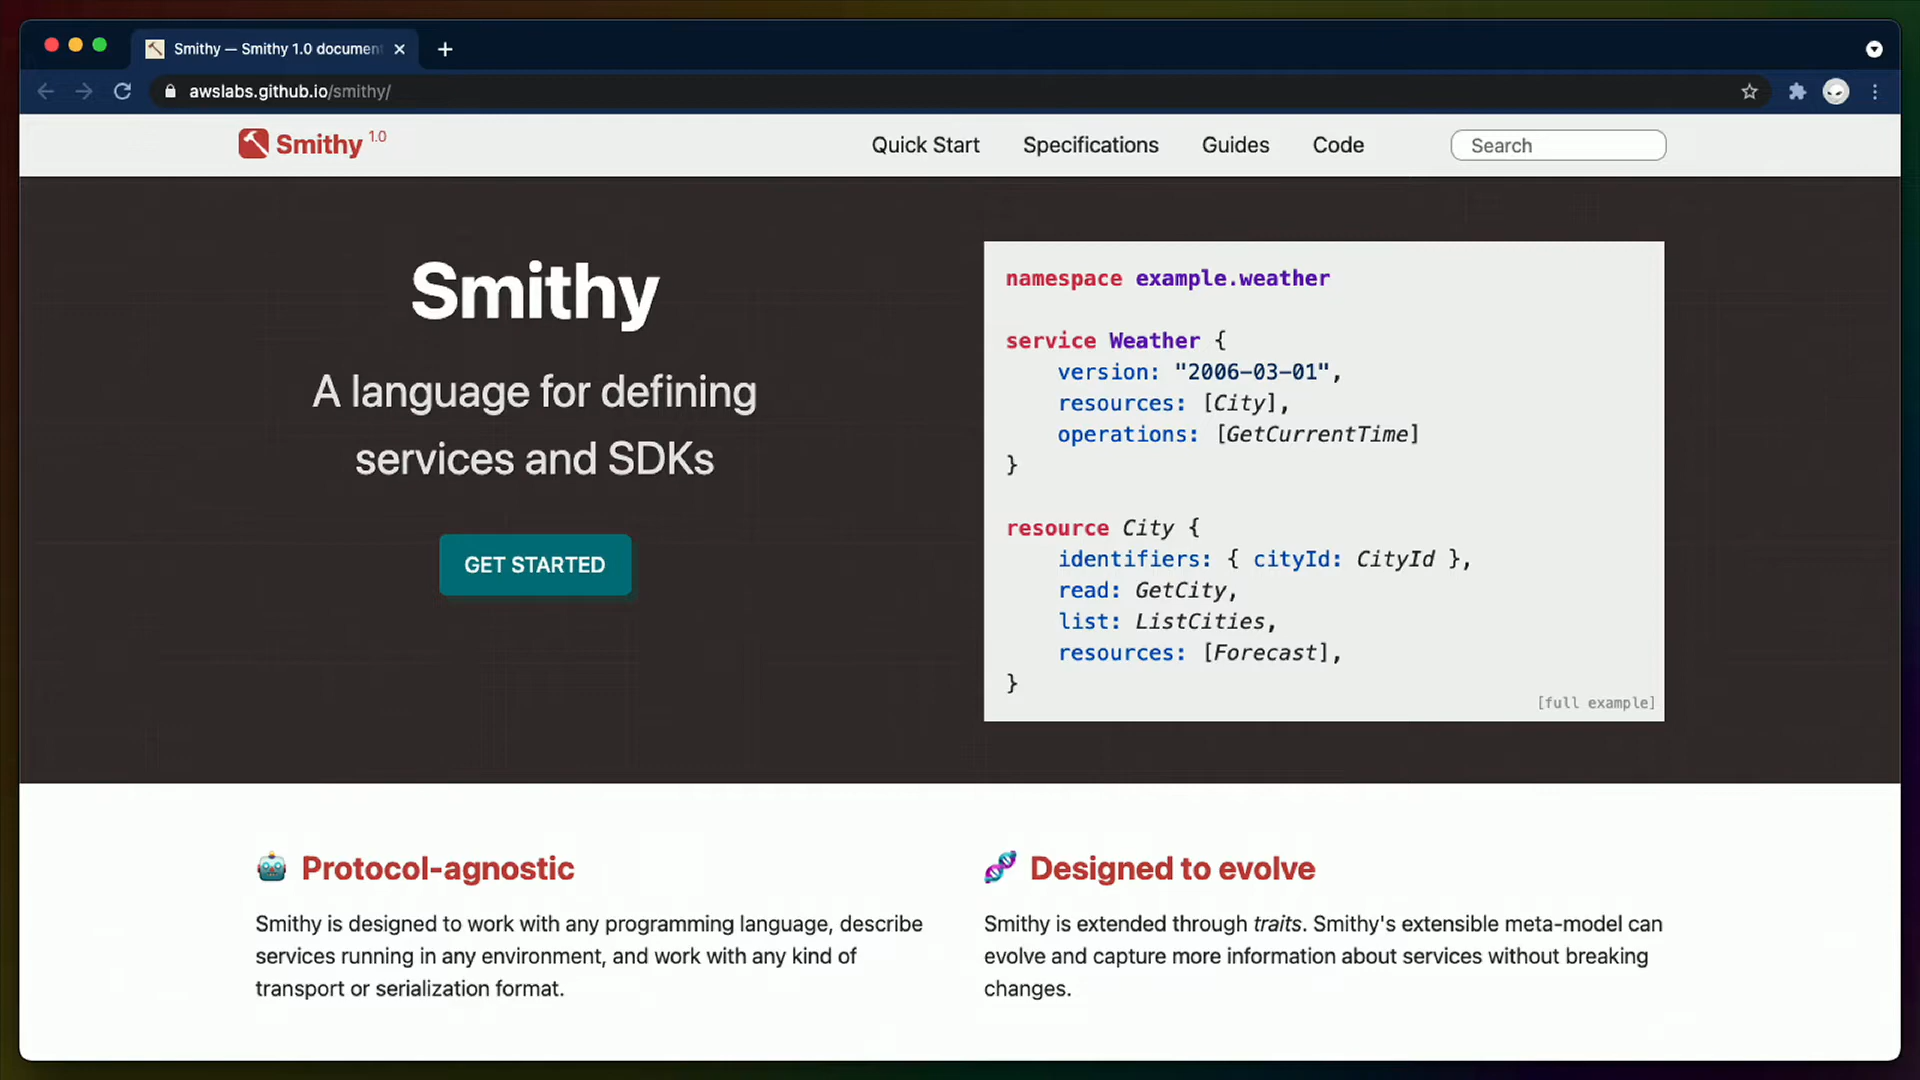 Smithy — Smithy 1.0 document
awslabs.github.io/smithy/
Smithy 1.0
Quick Start
Specifications
Guides
Code
Search
Smithy
A language for defining
services and SDKs
GET STARTED
namespace example.weather
service Weather {
version: "2006-03-01",
resources: [City],
operations: [GetCurrentTime]
}
resource City {
identifiers: { cityId: CityId },
read: GetCity,
list: ListCities,
resources: [Forecast],
}
[full example]
Protocol-agnostic
Smithy is designed to work with any programming language, describe
services running in any environment, and work with any kind of
transport or serialization format.
Designed to evolve
Smithy is extended through traits. Smithy's extensible meta-model can
evolve and capture more information about services without breaking
changes.